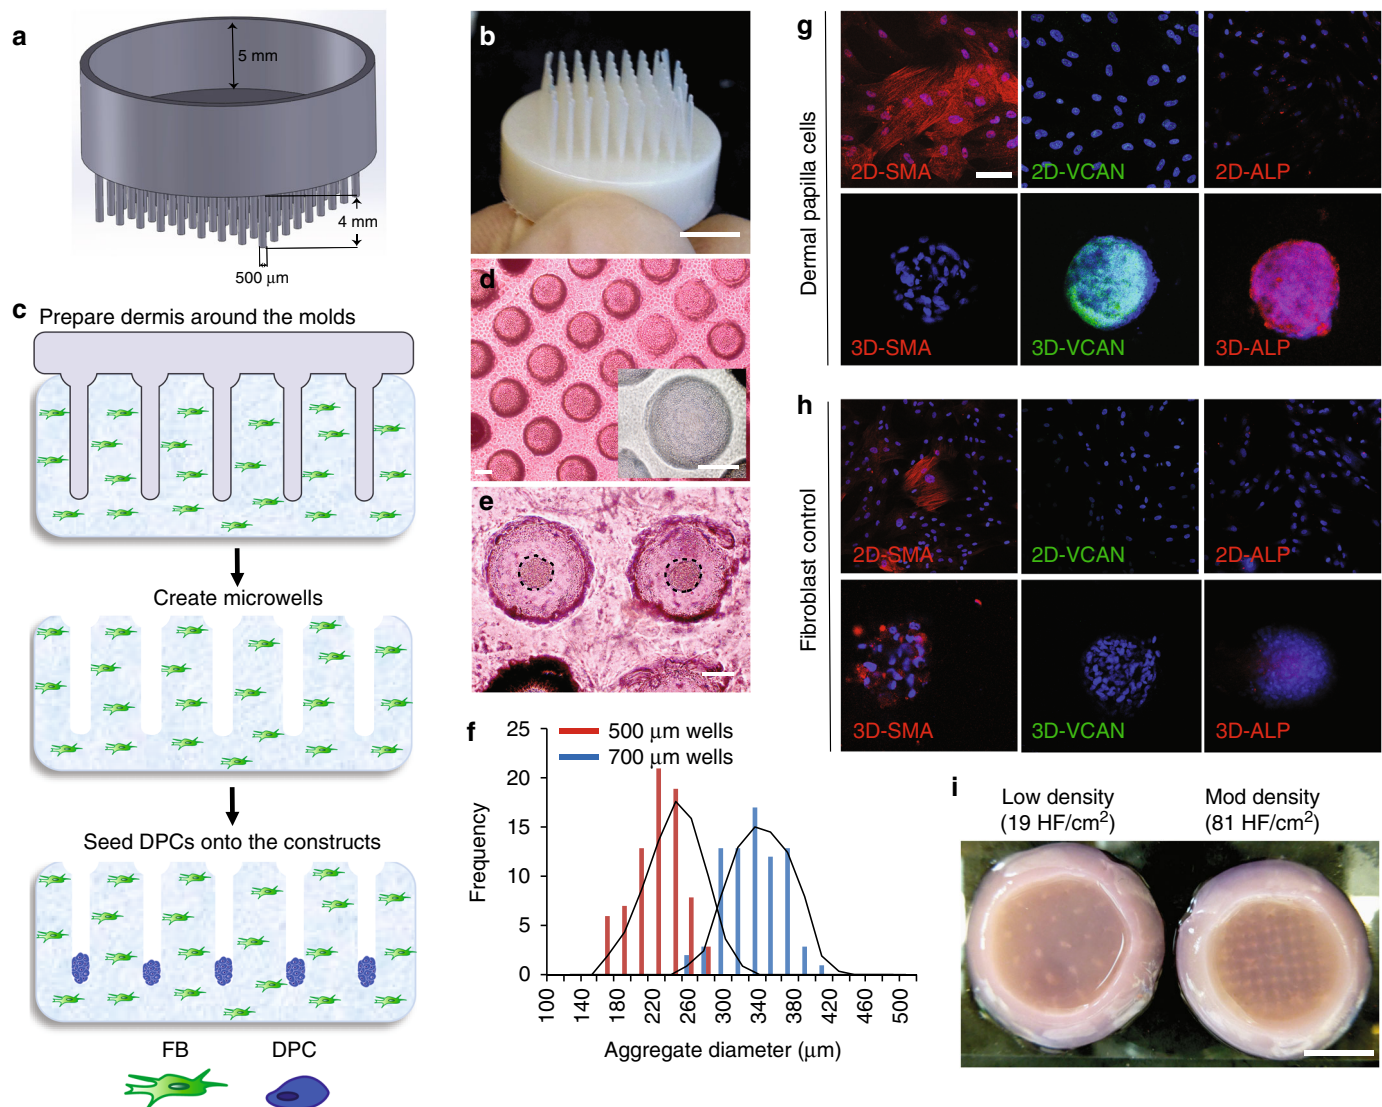 a
5 mm
4 mm
500 μm
b
c
Prepare dermis around the molds
Create microwells
Seed DPCs onto the constructs
FB
DPC
d
e
f
500 μm wells
700 μm wells
Frequency
25
20
15
10
5
0
100
140
180
220
260
300
340
380
420
460
500
Aggregate diameter (μm)
g
Dermal papilla cells
2D-SMA
2D-VCAN
2D-ALP
3D-SMA
3D-VCAN
3D-ALP
h
Fibroblast control
2D-SMA
2D-VCAN
2D-ALP
3D-SMA
3D-VCAN
3D-ALP
i
Low density
(19 HF/cm²)
Mod density
(81 HF/cm²)